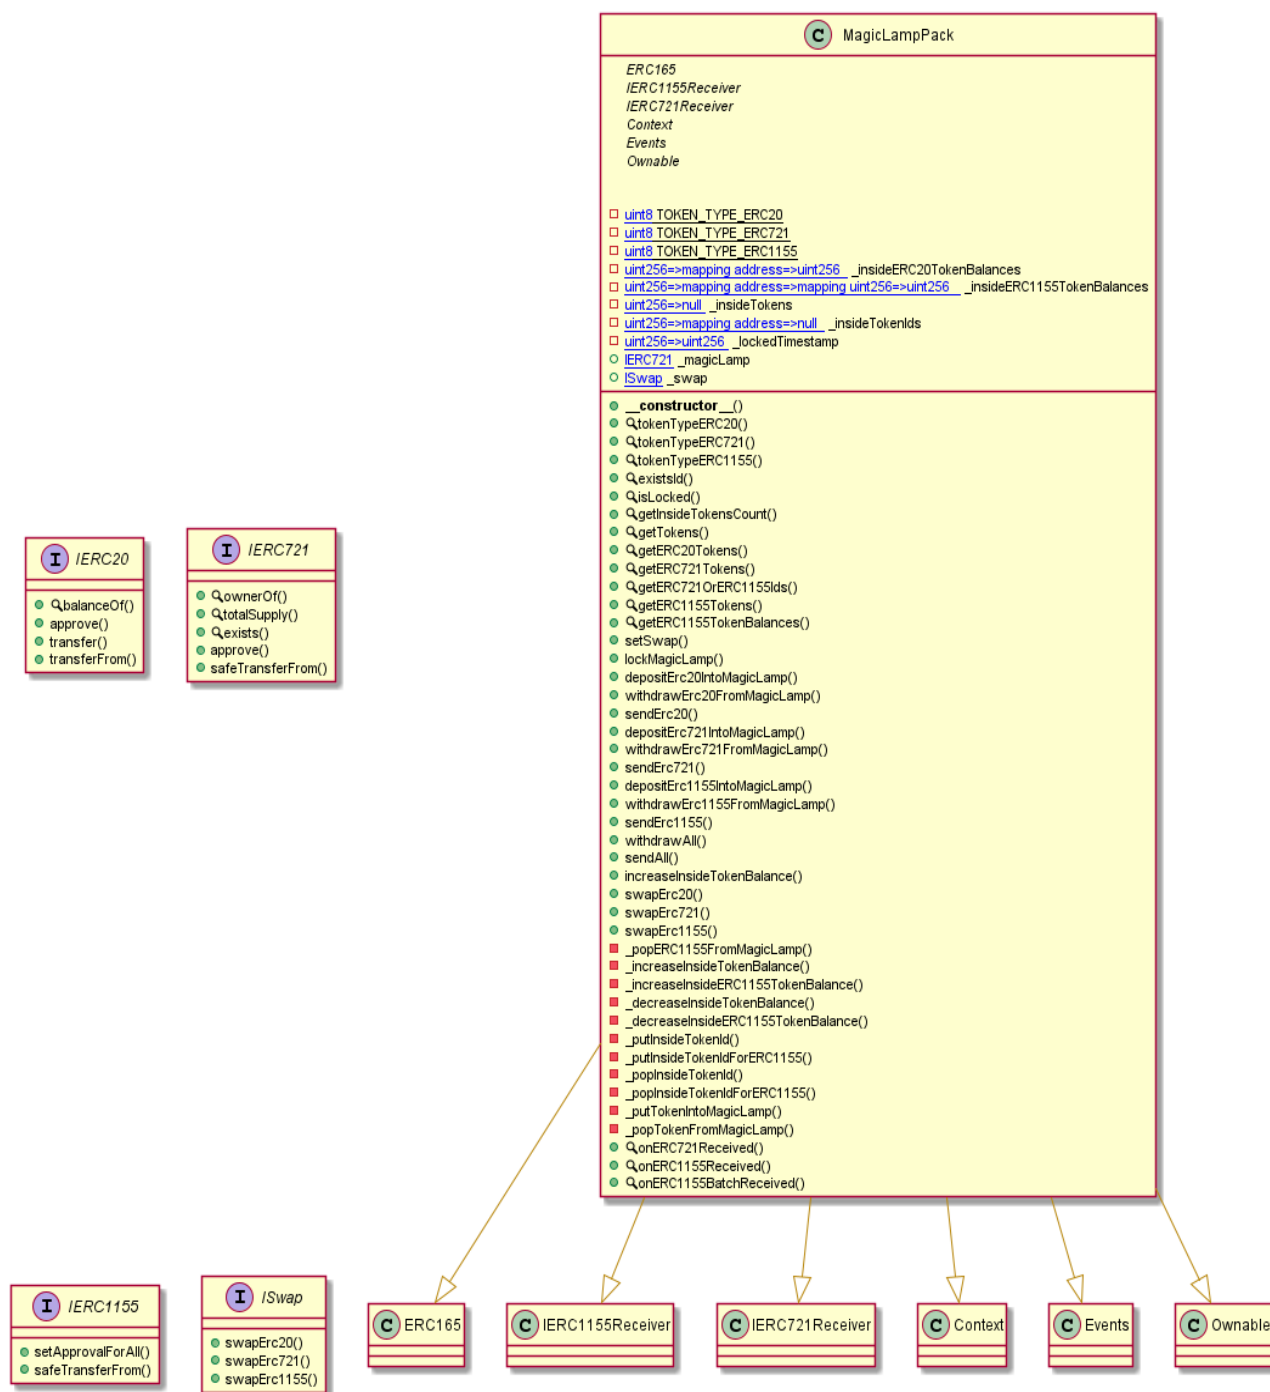 C MagicLampPack
ERC165
IERC1155Receiver
IERC721Receiver
Context
Events
Ownable
uint8 TOKEN_TYPE_ERC20
uint8 TOKEN_TYPE_ERC721
uint8 TOKEN_TYPE_ERC1155
uint256=>mapping address=>uint256 _insideERC20TokenBalances
uint256=>mapping address=>mapping uint256=>uint256 _insideERC1155TokenBalances
uint256=>null _insideTokens
uint256=>mapping address=>null _insideTokenIds
uint256=>uint256 _lockedTimestamp
IERC721 _magicLamp
ISwap _swap
__constructor__()
tokenTypeERC20()
tokenTypeERC721()
tokenTypeERC1155()
existsId()
isLocked()
getInsideTokensCount()
getTokens()
getERC20Tokens()
getERC721Tokens()
getERC721OrERC1155Ids()
getERC1155Tokens()
getERC1155TokenBalances()
setSwap()
lockMagicLamp()
depositErc20IntoMagicLamp()
withdrawErc20FromMagicLamp()
sendErc20()
depositErc721IntoMagicLamp()
withdrawErc721FromMagicLamp()
sendErc721()
depositErc1155IntoMagicLamp()
withdrawErc1155FromMagicLamp()
sendErc1155()
withdrawAll()
sendAll()
increaseInsideTokenBalance()
swapErc20()
swapErc721()
swapErc1155()
_popERC1155FromMagicLamp()
_increaseInsideTokenBalance()
_increaseInsideERC1155TokenBalance()
_decreaseInsideTokenBalance()
_decreaseInsideERC1155TokenBalance()
_putInsideTokenId()
_putInsideTokenIdForERC1155()
_popInsideTokenId()
_popInsideTokenIdForERC1155()
_putTokenIntoMagicLamp()
_popTokenFromMagicLamp()
onERC721Received()
onERC1155Received()
onERC1155BatchReceived()
I IERC20
balanceOf()
approve()
transfer()
transferFrom()
I IERC721
ownerOf()
totalSupply()
exists()
approve()
safeTransferFrom()
I IERC1155
setApprovalForAll()
safeTransferFrom()
I ISwap
swapErc20()
swapErc721()
swapErc1155()
C ERC165
C IERC1155Receiver
C IERC721Receiver
C Context
C Events
C Ownable